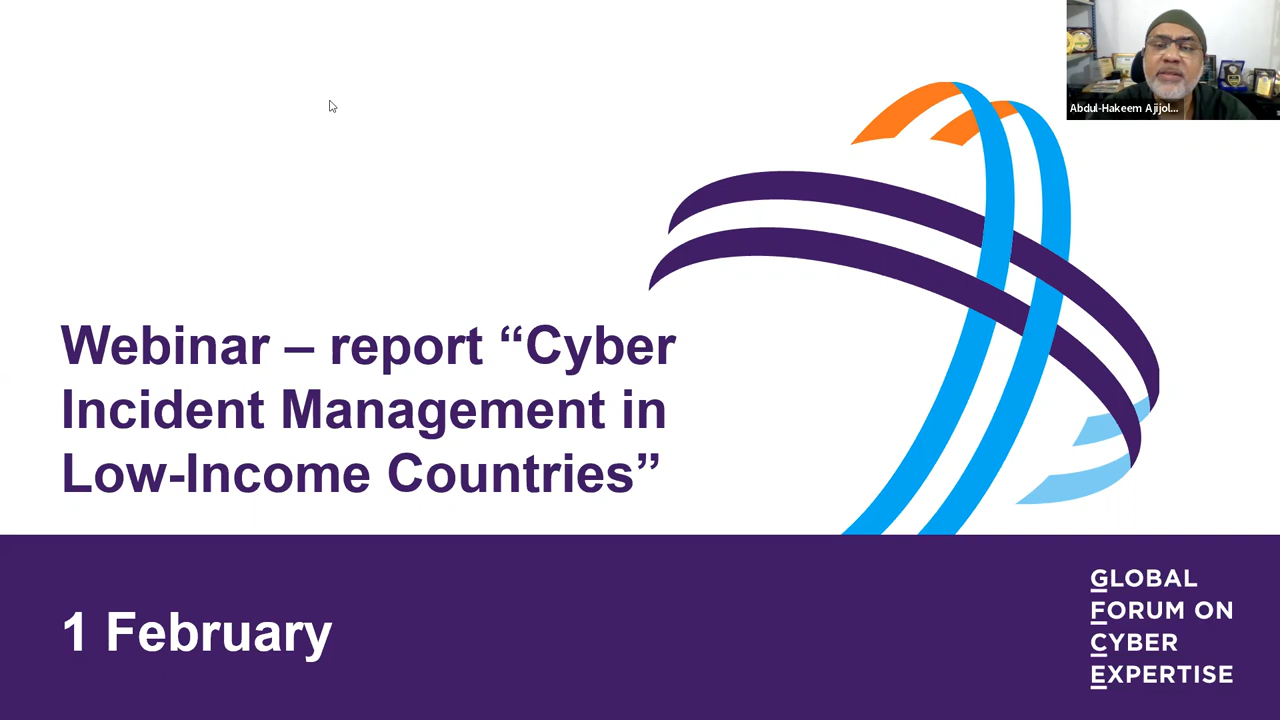 Abdul-Hakeem Ajijol...
Webinar – report “Cyber
Incident Management in
Low-Income Countries”
1 February
GLOBAL
FORUM ON
CYBER
EXPERTISE